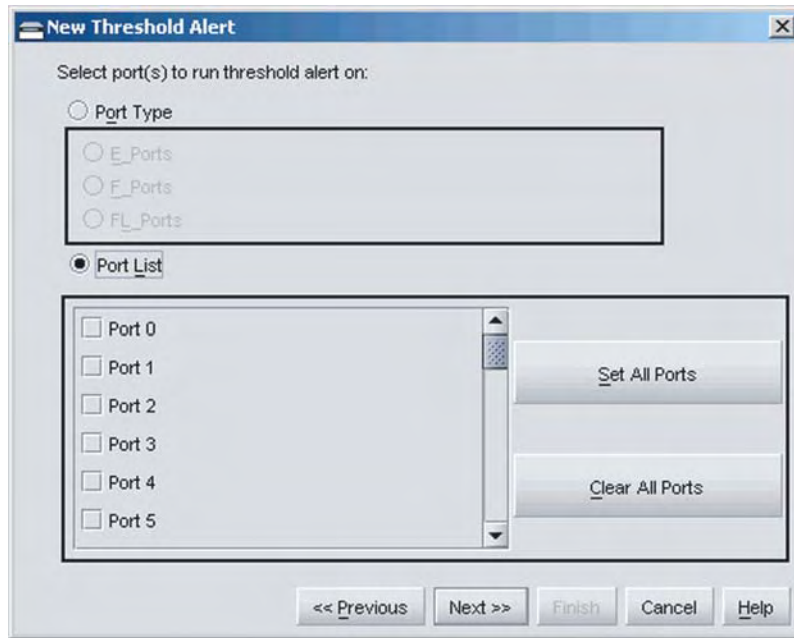 New Threshold Alert
Select port(s) to run threshold alert on:
Port Type
E_Ports
F_Ports
FL_Ports
Port List
Port 0
Port 1
Port 2
Port 3
Port 4
Port 5
Set All Ports
Clear All Ports
<< Previous
Next >>
Finish
Cancel
Help